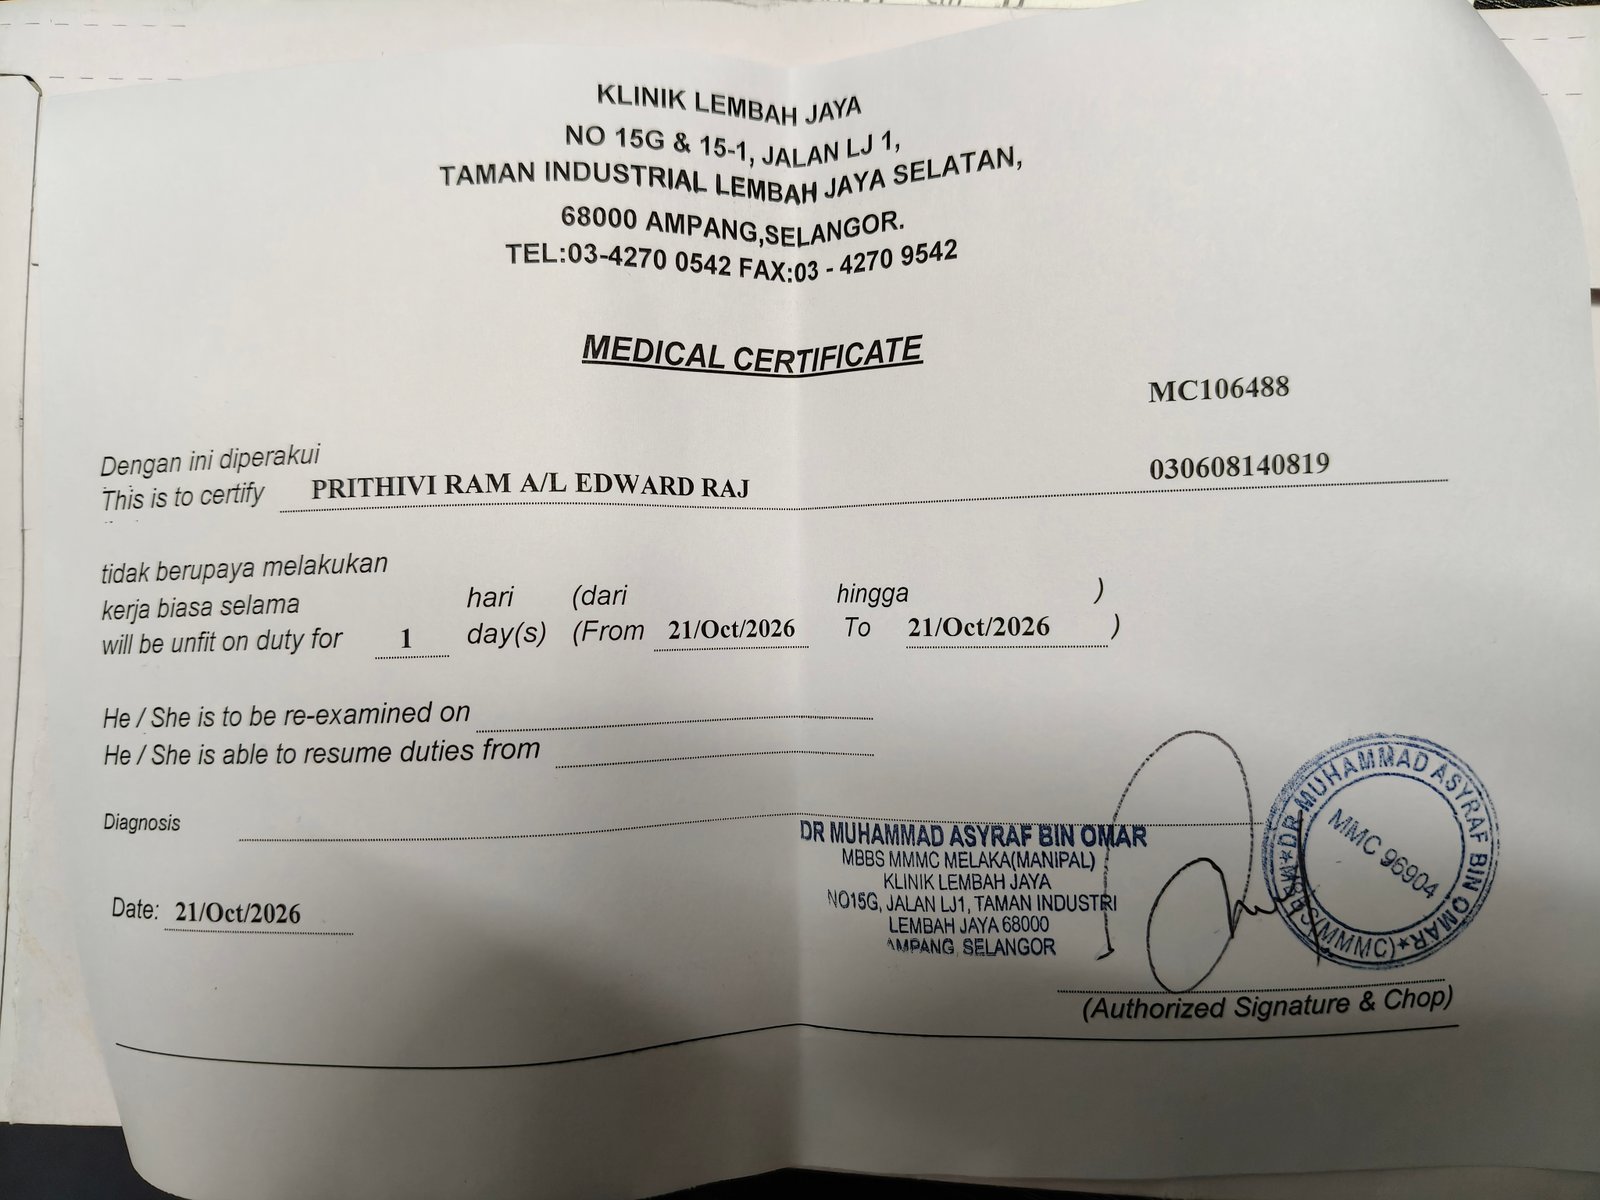 KLINIK LEMBAH JAYA
NO 15G & 15-1, JALAN LJ 1,
TAMAN INDUSTRIAL LEMBAH JAYA SELATAN,
68000 AMPANG,SELANGOR.
TEL:03-4270 0542 FAX:03 - 4270 9542
MEDICAL CERTIFICATE
MC106488
Dengan ini diperakui
This is to certify PRITHIVI RAM A/L EDWARD RAJ 030608140819
tidak berupaya melakukan
kerja biasa selama hari (dari hingga )
will be unfit on duty for 1 day(s) (From 21/Oct/2026 To 21/Oct/2026 )
He / She is to be re-examined on
He / She is able to resume duties from
Diagnosis
DR MUHAMMAD ASYRAF BIN OMAR
MBBS MMMC MELAKA(MANIPAL)
KLINIK LEMBAH JAYA
NO15G, JALAN LJ1, TAMAN INDUSTRI
LEMBAH JAYA 68000
AMPANG SELANGOR
DR MUHAMMAD ASYRAF BIN OMAR
MBBS(MMMC)
MMC 96904
Date: 21/Oct/2026
(Authorized Signature & Chop)